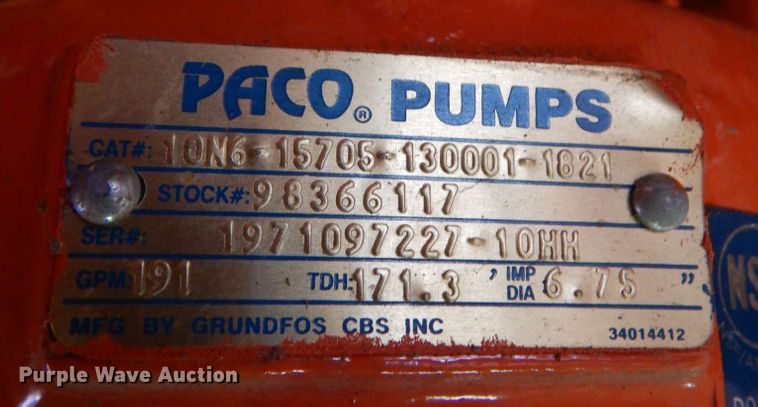 PACO® PUMPS
CAT#: 10N6-15705-130001-1821
STOCK#: 98366117
SER#: 1971097227-10HH
GPM: 191 TDH: 171.3 ' IMP DIA 6.75 "
MFG BY GRUNDFOS CBS INC 34014412
NS
Purple Wave Auction